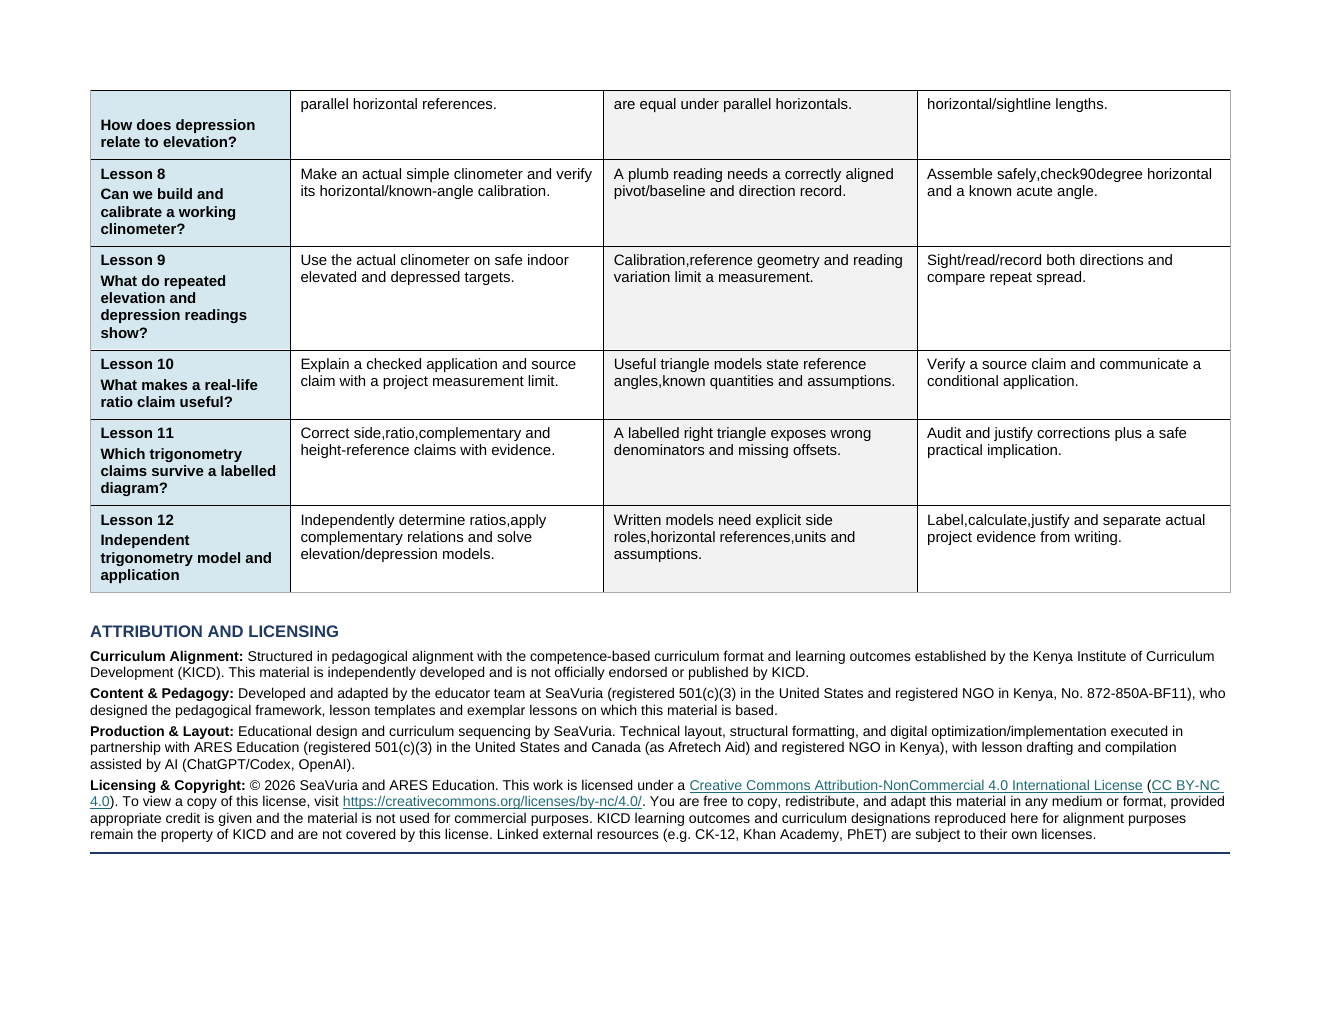 parallel horizontal references.
are equal under parallel horizontals.
horizontal/sightline lengths.
How does depression
relate to elevation?
Lesson 8
Can we build and
calibrate a working
clinometer?
Make an actual simple clinometer and verify
its horizontal/known-angle calibration.
A plumb reading needs a correctly aligned
pivot/baseline and direction record.
Assemble safely,check90degree horizontal
and a known acute angle.
Lesson 9
What do repeated
elevation and
depression readings
show?
Use the actual clinometer on safe indoor
elevated and depressed targets.
Calibration,reference geometry and reading
variation limit a measurement.
Sight/read/record both directions and
compare repeat spread.
Lesson 10
What makes a real-life
ratio claim useful?
Explain a checked application and source
claim with a project measurement limit.
Useful triangle models state reference
angles,known quantities and assumptions.
Verify a source claim and communicate a
conditional application.
Lesson 11
Which trigonometry
claims survive a labelled
diagram?
Correct side,ratio,complementary and
height-reference claims with evidence.
A labelled right triangle exposes wrong
denominators and missing offsets.
Audit and justify corrections plus a safe
practical implication.
Lesson 12
Independent
trigonometry model and
application
Independently determine ratios,apply
complementary relations and solve
elevation/depression models.
Written models need explicit side
roles,horizontal references,units and
assumptions.
Label,calculate,justify and separate actual
project evidence from writing.
ATTRIBUTION AND LICENSING
Curriculum Alignment: Structured in pedagogical alignment with the competence-based curriculum format and learning outcomes established by the Kenya Institute of Curriculum
Development (KICD). This material is independently developed and is not officially endorsed or published by KICD.
Content & Pedagogy: Developed and adapted by the educator team at SeaVuria (registered 501(c)(3) in the United States and registered NGO in Kenya, No. 872-850A-BF11), who
designed the pedagogical framework, lesson templates and exemplar lessons on which this material is based.
Production & Layout: Educational design and curriculum sequencing by SeaVuria. Technical layout, structural formatting, and digital optimization/implementation executed in
partnership with ARES Education (registered 501(c)(3) in the United States and Canada (as Afretech Aid) and registered NGO in Kenya), with lesson drafting and compilation
assisted by AI (ChatGPT/Codex, OpenAI).
Licensing & Copyright: © 2026 SeaVuria and ARES Education. This work is licensed under a Creative Commons Attribution-NonCommercial 4.0 International License (CC BY-NC
4.0). To view a copy of this license, visit https://creativecommons.org/licenses/by-nc/4.0/. You are free to copy, redistribute, and adapt this material in any medium or format, provided
appropriate credit is given and the material is not used for commercial purposes. KICD learning outcomes and curriculum designations reproduced here for alignment purposes
remain the property of KICD and are not covered by this license. Linked external resources (e.g. CK-12, Khan Academy, PhET) are subject to their own licenses.